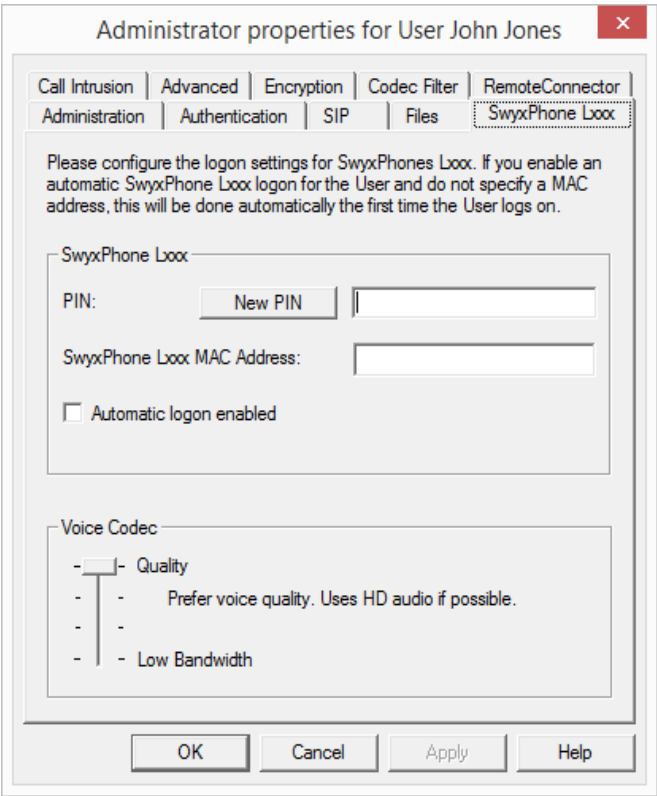 Administrator properties for User John Jones
Call Intrusion Advanced Encryption Codec Filter RemoteConnector
Administration Authentication SIP Files SwyxPhone Lxxx
Please configure the logon settings for SwyxPhones Lxxx. If you enable an
automatic SwyxPhone Lxxx logon for the User and do not specify a MAC
address, this will be done automatically the first time the User logs on.
SwyxPhone Lxxx
PIN: New PIN
SwyxPhone Lxxx MAC Address:
Automatic logon enabled
Voice Codec
Quality
Prefer voice quality. Uses HD audio if possible.
Low Bandwidth
OK Cancel Apply Help